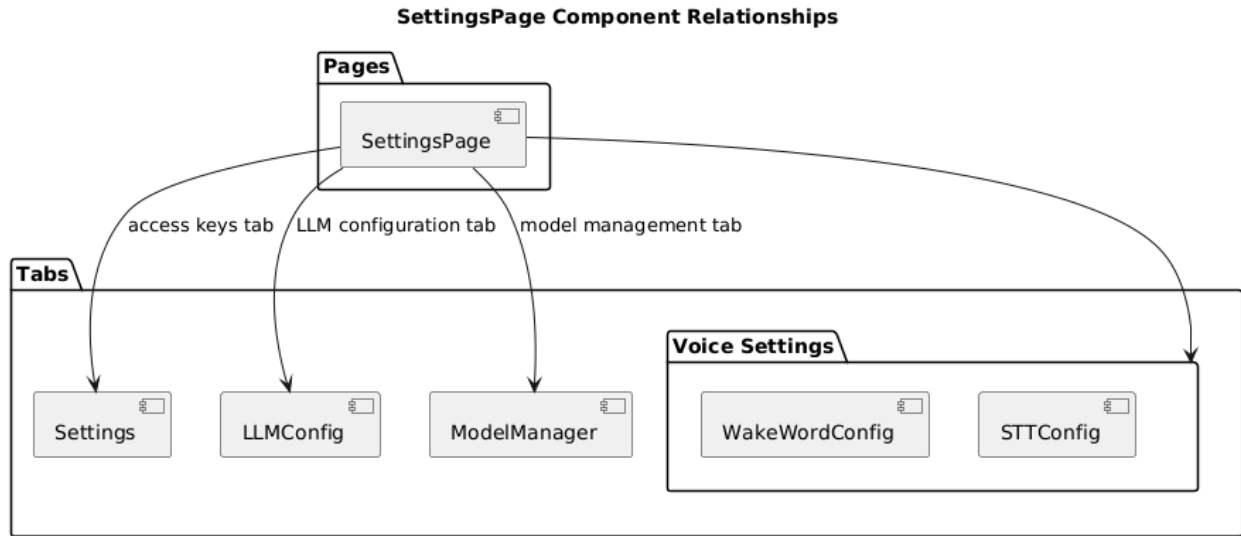 SettingsPage Component Relationships
Pages
SettingsPage
access keys tab
LLM configuration tab
model management tab
Tabs
Voice Settings
Settings
LLMConfig
ModelManager
WakeWordConfig
STTConfig